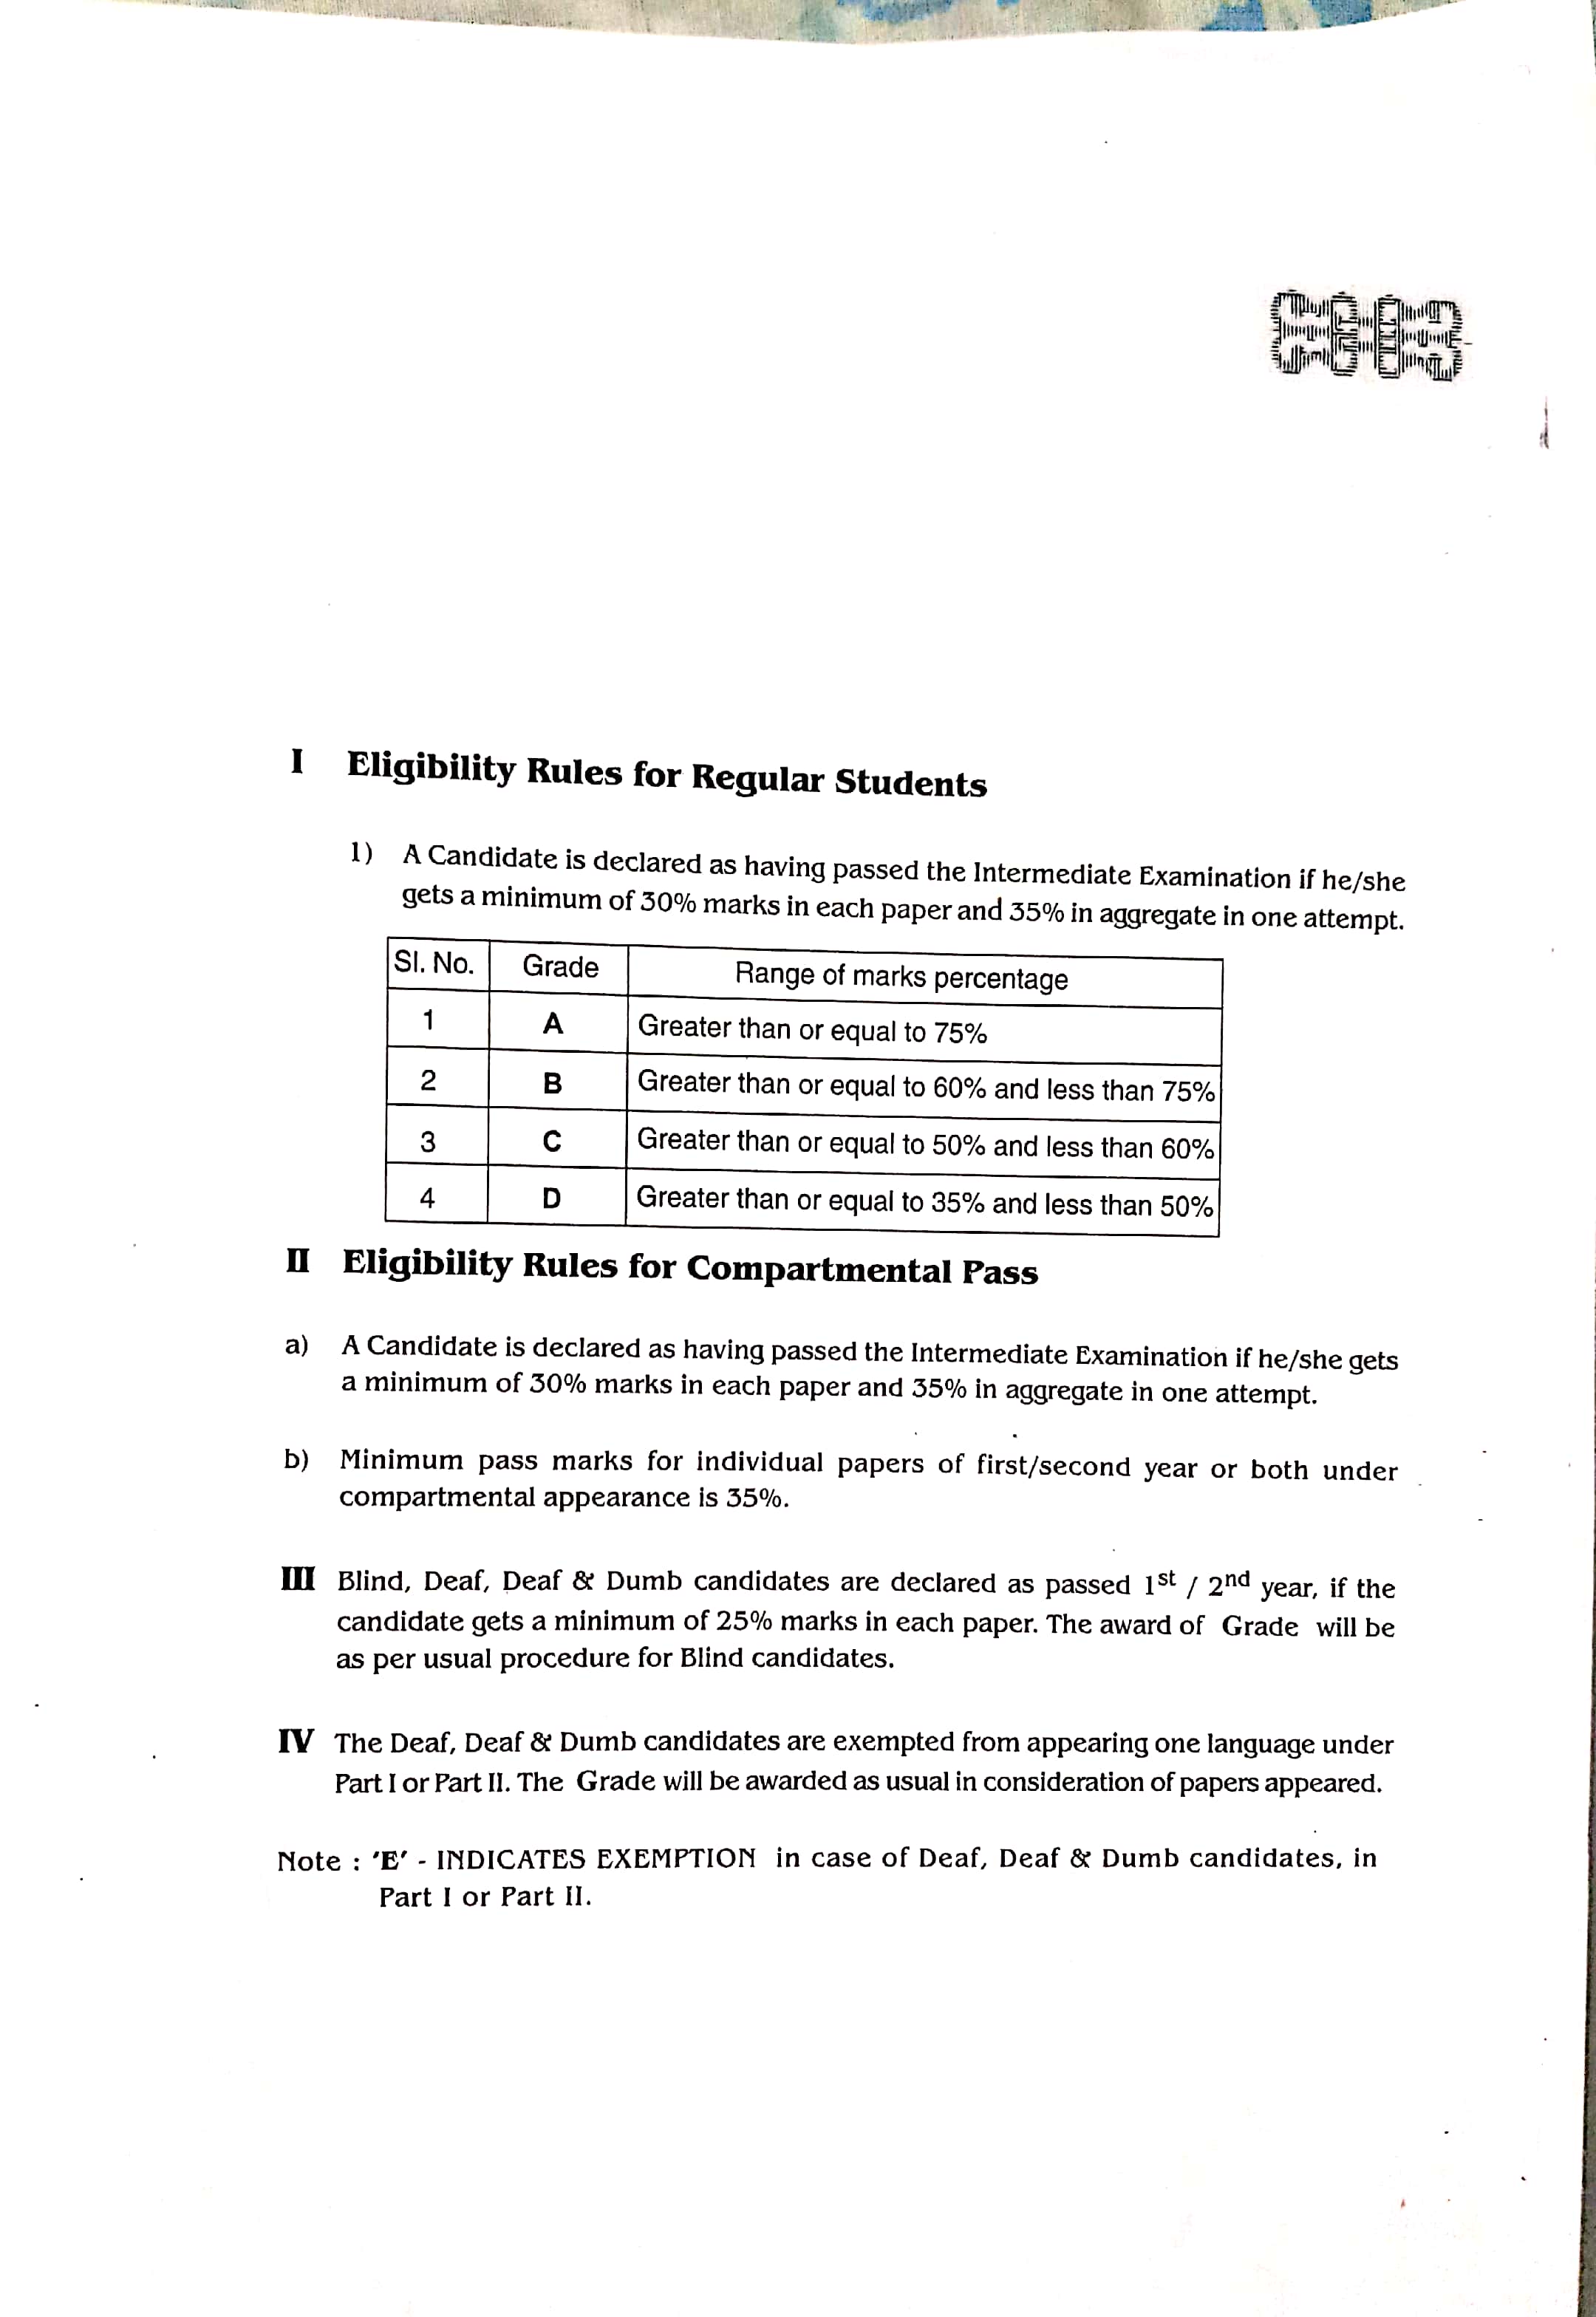 I Eligibility Rules for Regular Students
1) A Candidate is declared as having passed the Intermediate Examination if he/she
gets a minimum of 30% marks in each paper and 35% in aggregate in one attempt.
Sl. No. Grade Range of marks percentage
1 A Greater than or equal to 75%
2 B Greater than or equal to 60% and less than 75%
3 C Greater than or equal to 50% and less than 60%
4 D Greater than or equal to 35% and less than 50%
II Eligibility Rules for Compartmental Pass
a) A Candidate is declared as having passed the Intermediate Examination if he/she gets
a minimum of 30% marks in each paper and 35% in aggregate in one attempt.
b) Minimum pass marks for individual papers of first/second year or both under
compartmental appearance is 35%.
III Blind, Deaf, Deaf & Dumb candidates are declared as passed 1st / 2nd year, if the
candidate gets a minimum of 25% marks in each paper. The award of Grade will be
as per usual procedure for Blind candidates.
IV The Deaf, Deaf & Dumb candidates are exempted from appearing one language under
Part I or Part II. The Grade will be awarded as usual in consideration of papers appeared.
Note : 'E' - INDICATES EXEMPTION in case of Deaf, Deaf & Dumb candidates, in
Part I or Part II.